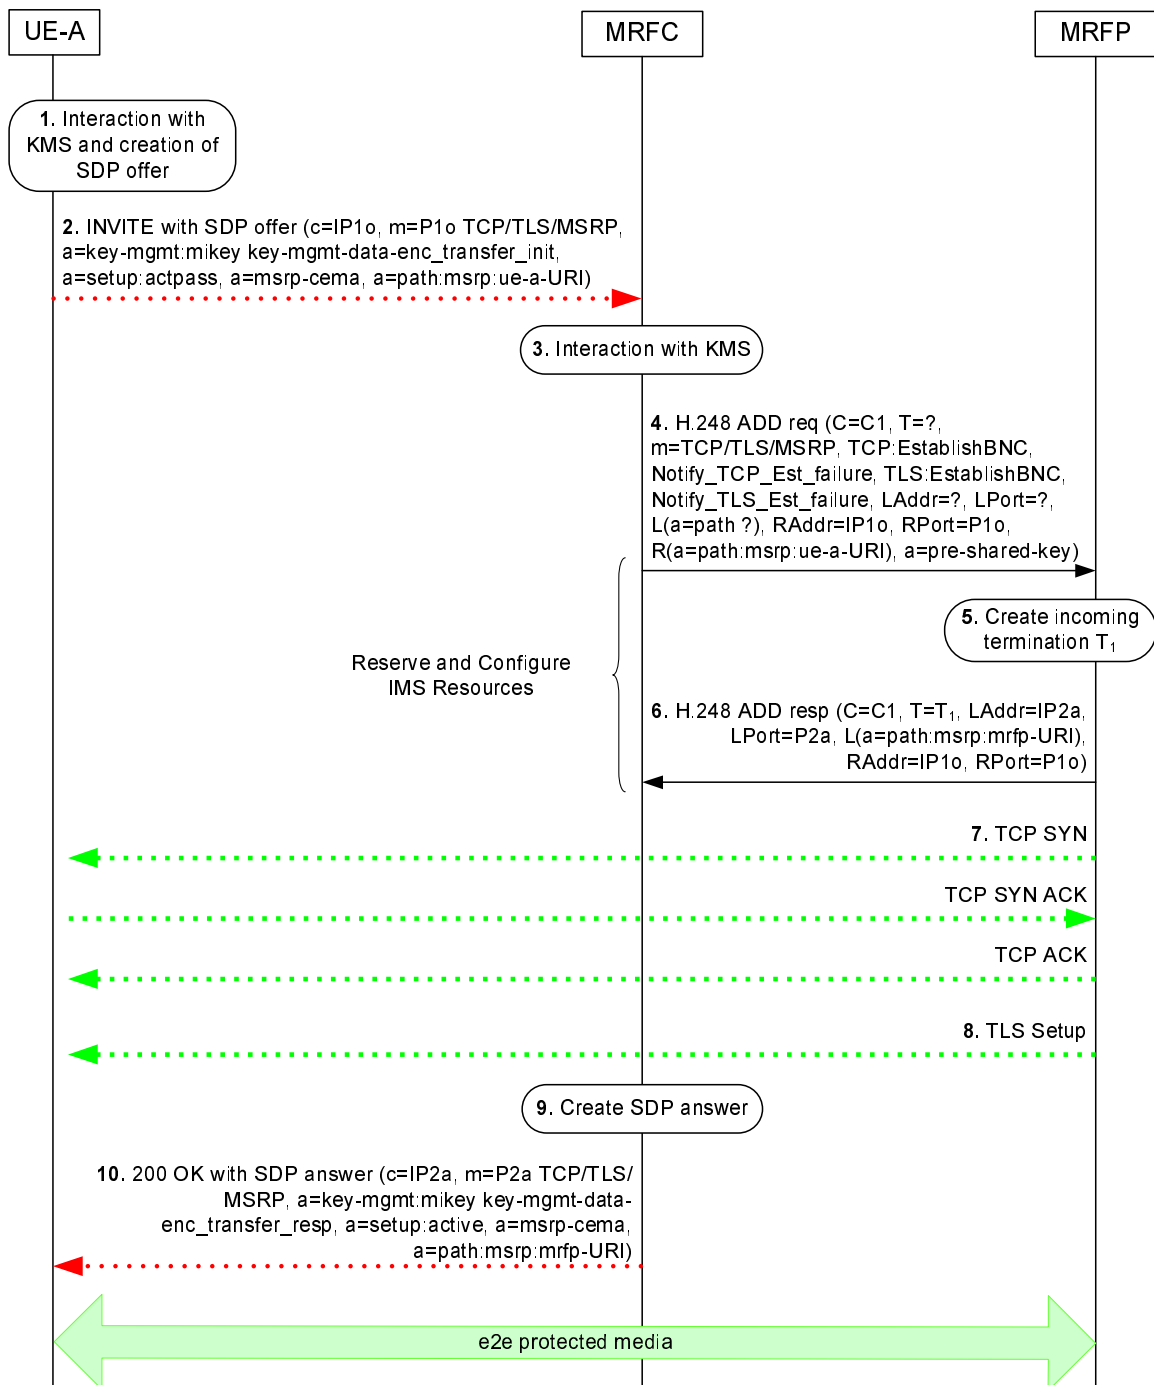 UE-A
MRFC
MRFP
1. Interaction with
KMS and creation of
SDP offer
2. INVITE with SDP offer (c=IP1o, m=P1o TCP/TLS/MSRP,
a=key-mgmt:mikey key-mgmt-data-enc_transfer_init,
a=setup:actpass, a=msrp-cema, a=path:msrp:ue-a-URI)
3. Interaction with KMS
4. H.248 ADD req (C=C1, T=?,
m=TCP/TLS/MSRP, TCP:EstablishBNC,
Notify_TCP_Est_failure, TLS:EstablishBNC,
Notify_TLS_Est_failure, LAddr=?, LPort=?,
L(a=path ?), RAddr=IP1o, RPort=P1o,
R(a=path:msrp:ue-a-URI), a=pre-shared-key)
5. Create incoming
termination T1
Reserve and Configure
IMS Resources
6. H.248 ADD resp (C=C1, T=T1, LAddr=IP2a,
LPort=P2a, L(a=path:msrp:mrfp-URI),
RAddr=IP1o, RPort=P1o)
7. TCP SYN
TCP SYN ACK
TCP ACK
8. TLS Setup
9. Create SDP answer
10. 200 OK with SDP answer (c=IP2a, m=P2a TCP/TLS/
MSRP, a=key-mgmt:mikey key-mgmt-data-
enc_transfer_resp, a=setup:active, a=msrp-cema,
a=path:msrp:mrfp-URI)
e2e protected media